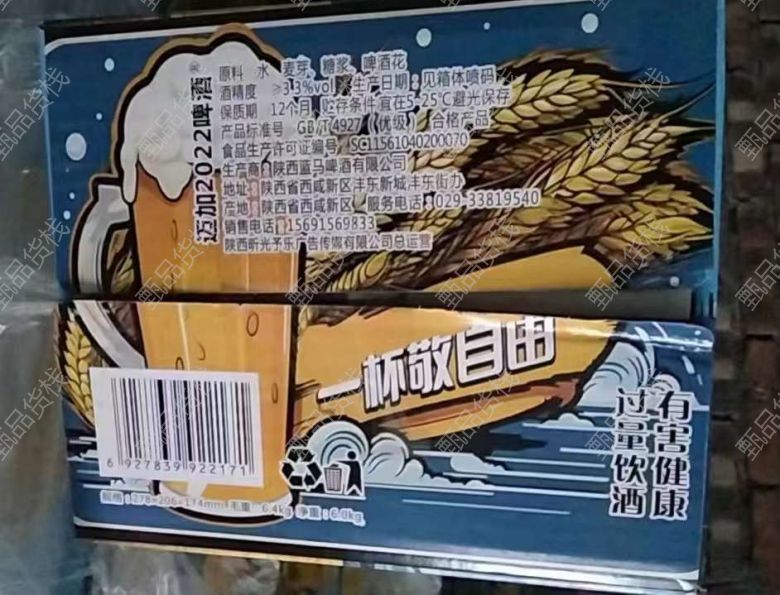 迈加2022啤酒
原料 水、麦芽、糖浆、啤酒花
酒精度 ≥3.3%vol 生产日期:见箱体喷码
保质期 12个月 贮存条件 宜在5-25℃避光保存
产品标准号 GB/T4927 (优级) 合格产品
食品生产许可证编号 SC11561040200070
生产商 陕西蓝马啤酒有限公司
地址 陕西省西咸新区沣东新城沣东街力
产地 陕西省西咸新区 服务电话 029-33819540
销售电话 15691569833
陕西昕光予乐广告传媒有限公司总运营
一杯敬自由
过量饮酒
有害健康
6 927839 922171
规格:278×206×174mm 毛重:6.4kg 净重:6.0kg
甄品货栈